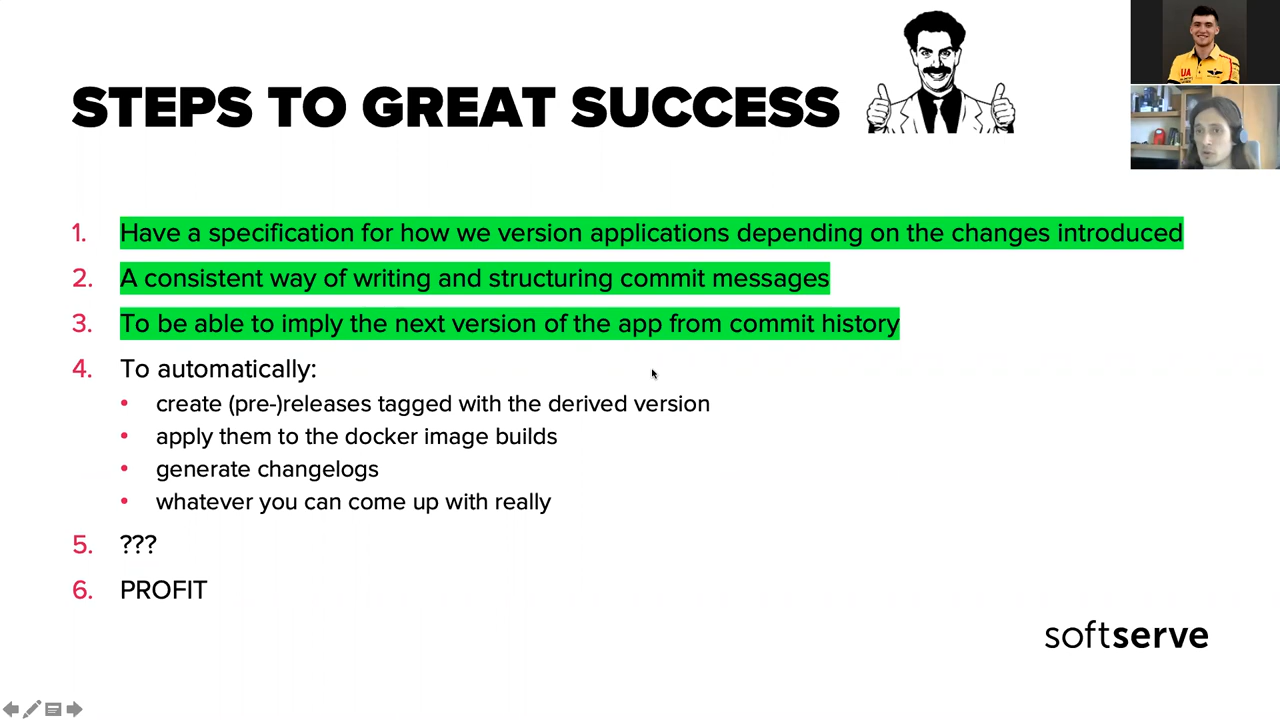 STEPS TO GREAT SUCCESS
1. Have a specification for how we version applications depending on the changes introduced
2. A consistent way of writing and structuring commit messages
3. To be able to imply the next version of the app from commit history
4. To automatically:
• create (pre-)releases tagged with the derived version
• apply them to the docker image builds
• generate changelogs
• whatever you can come up with really
5. ???
6. PROFIT
softserve
UA